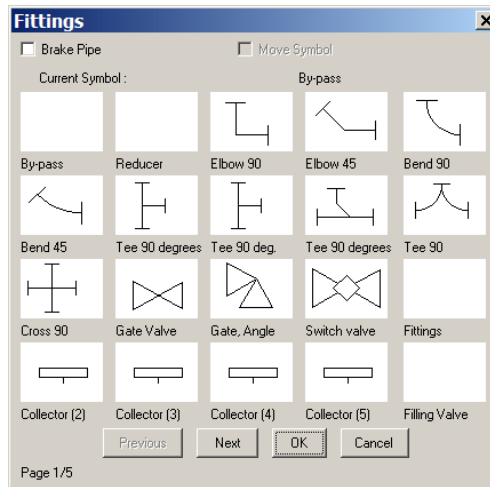 Fittings
Brake Pipe Move Symbol
Current Symbol : By-pass
By-pass Reducer Elbow 90 Elbow 45 Bend 90
Bend 45 Tee 90 degrees Tee 90 deg. Tee 90 degrees Tee 90
Cross 90 Gate Valve Gate, Angle Switch valve Fittings
Collector (2) Collector (3) Collector (4) Collector (5) Filling Valve
Previous Next OK Cancel
Page 1/5